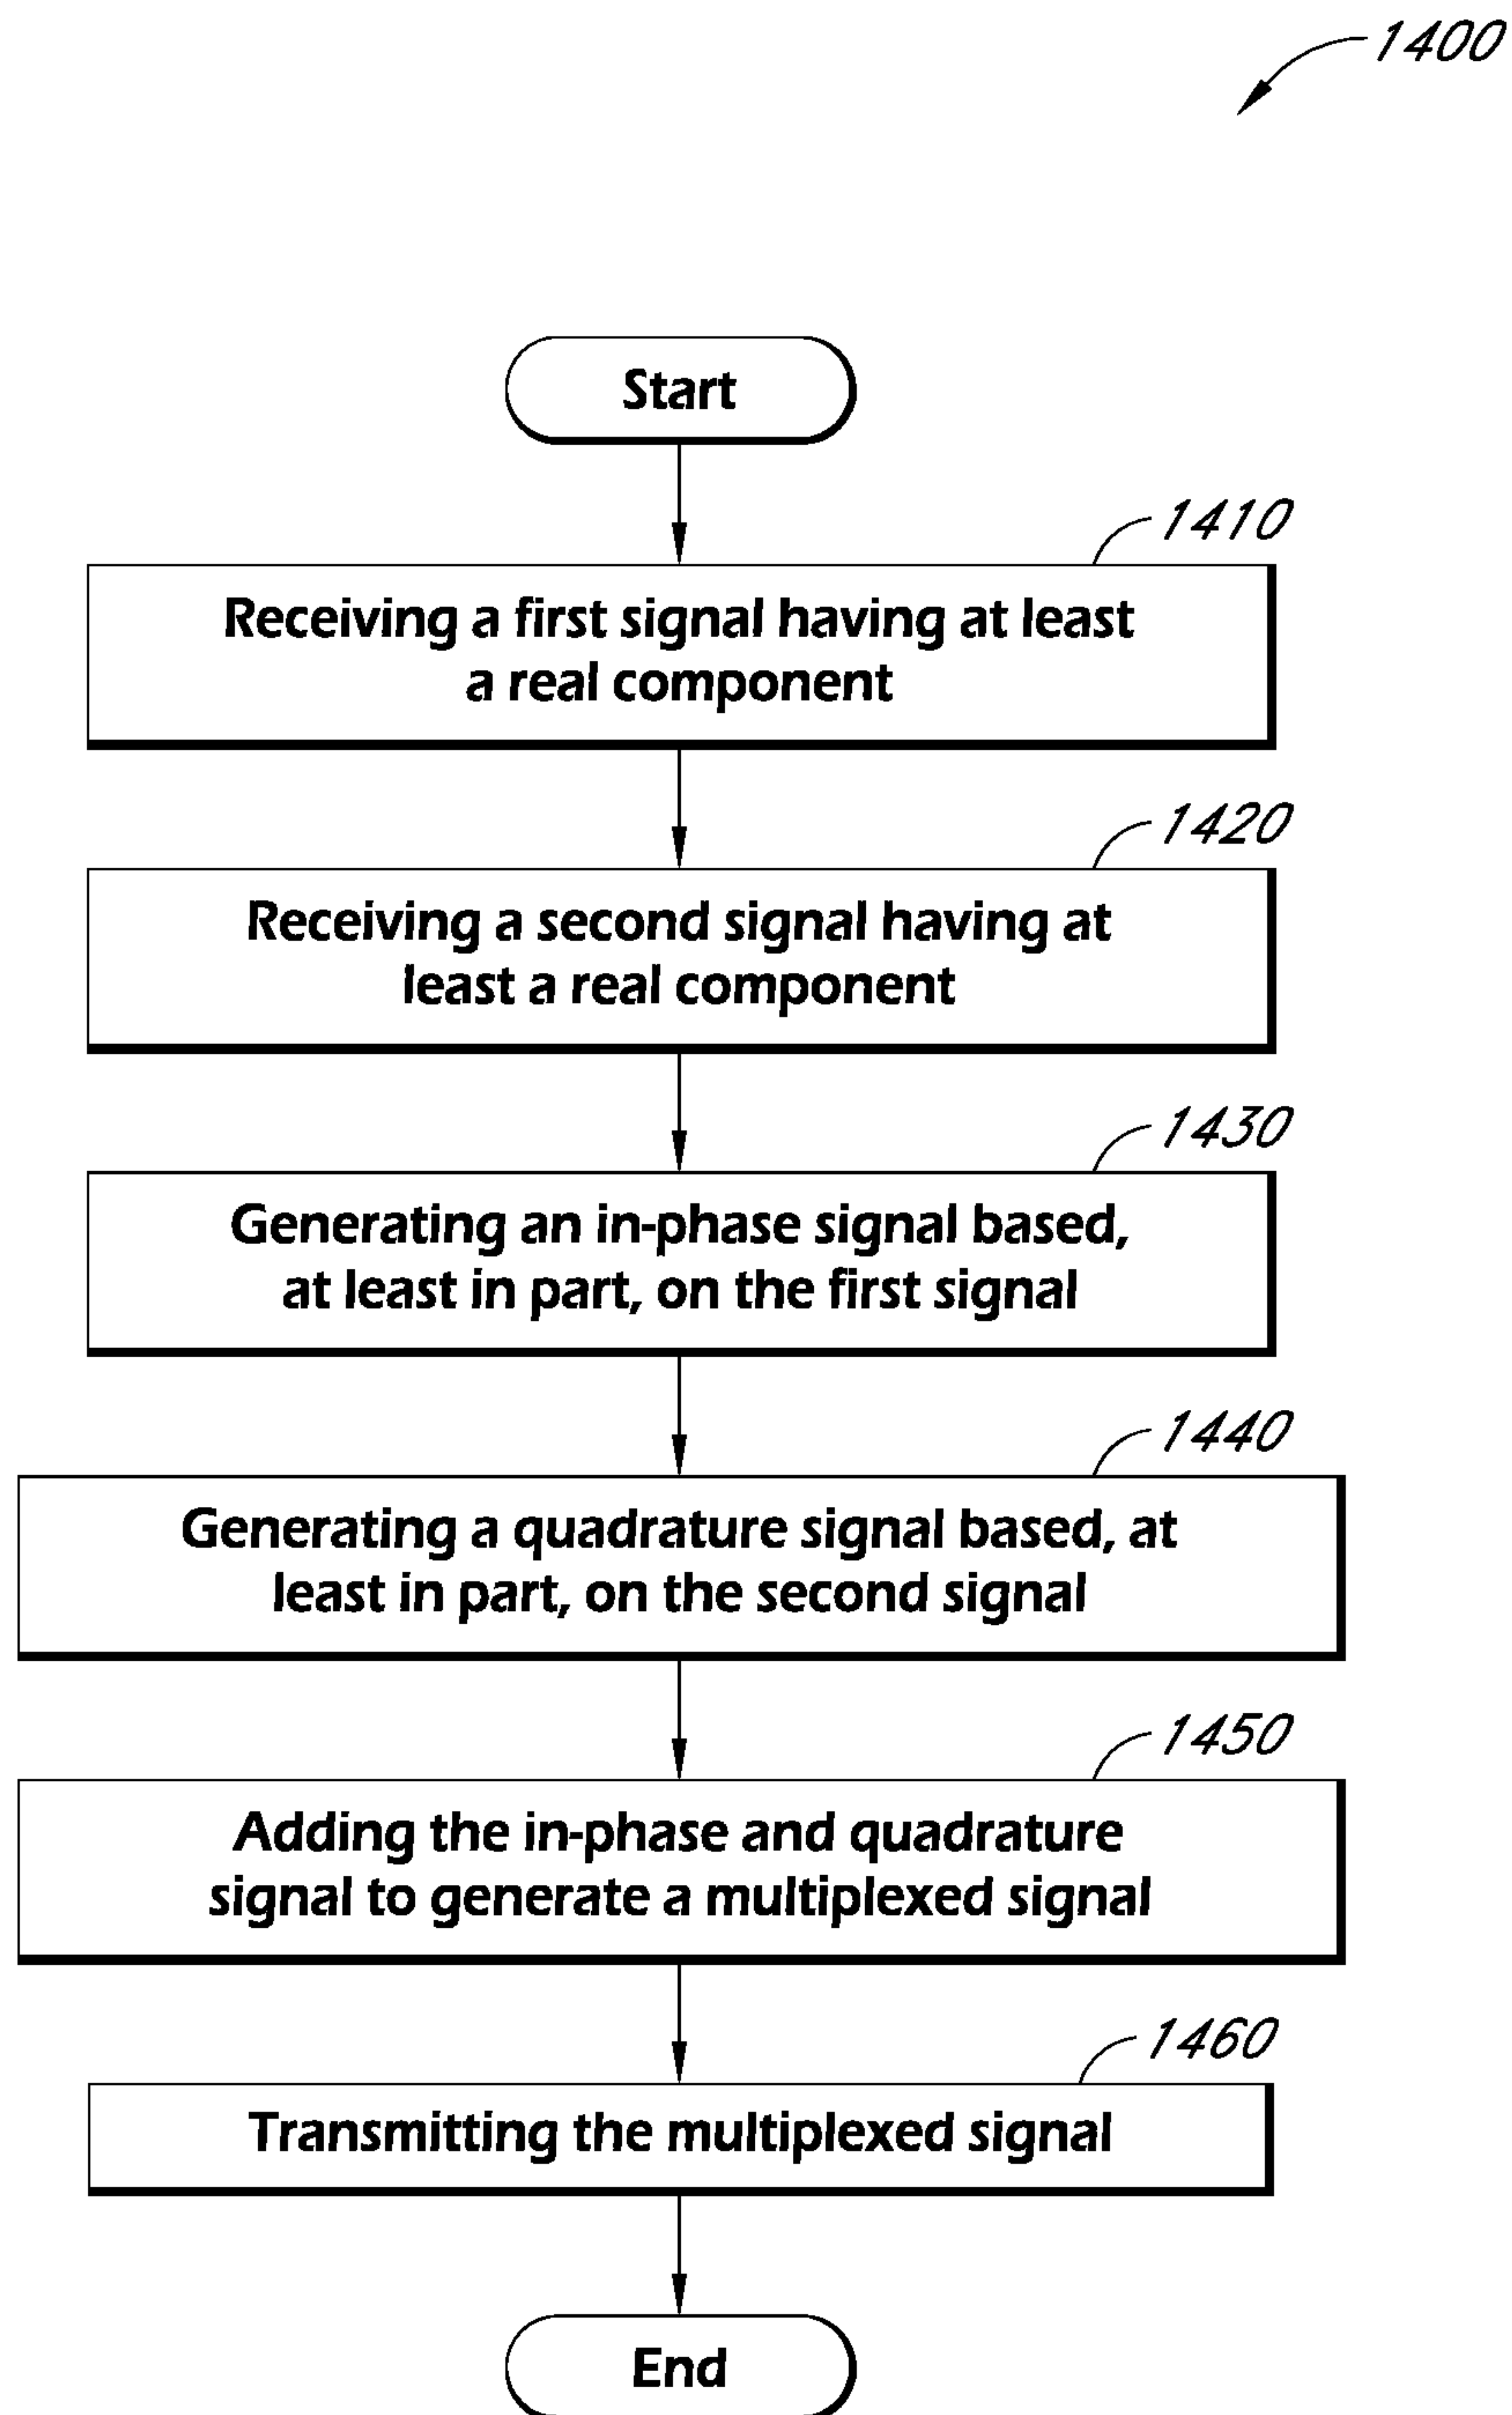 1400
Start
1410
Receiving a first signal having at least
a real component
1420
Receiving a second signal having at
least a real component
1430
Generating an in-phase signal based,
at least in part, on the first signal
1440
Generating a quadrature signal based, at
least in part, on the second signal
1450
Adding the in-phase and quadrature
signal to generate a multiplexed signal
1460
Transmitting the multiplexed signal
End